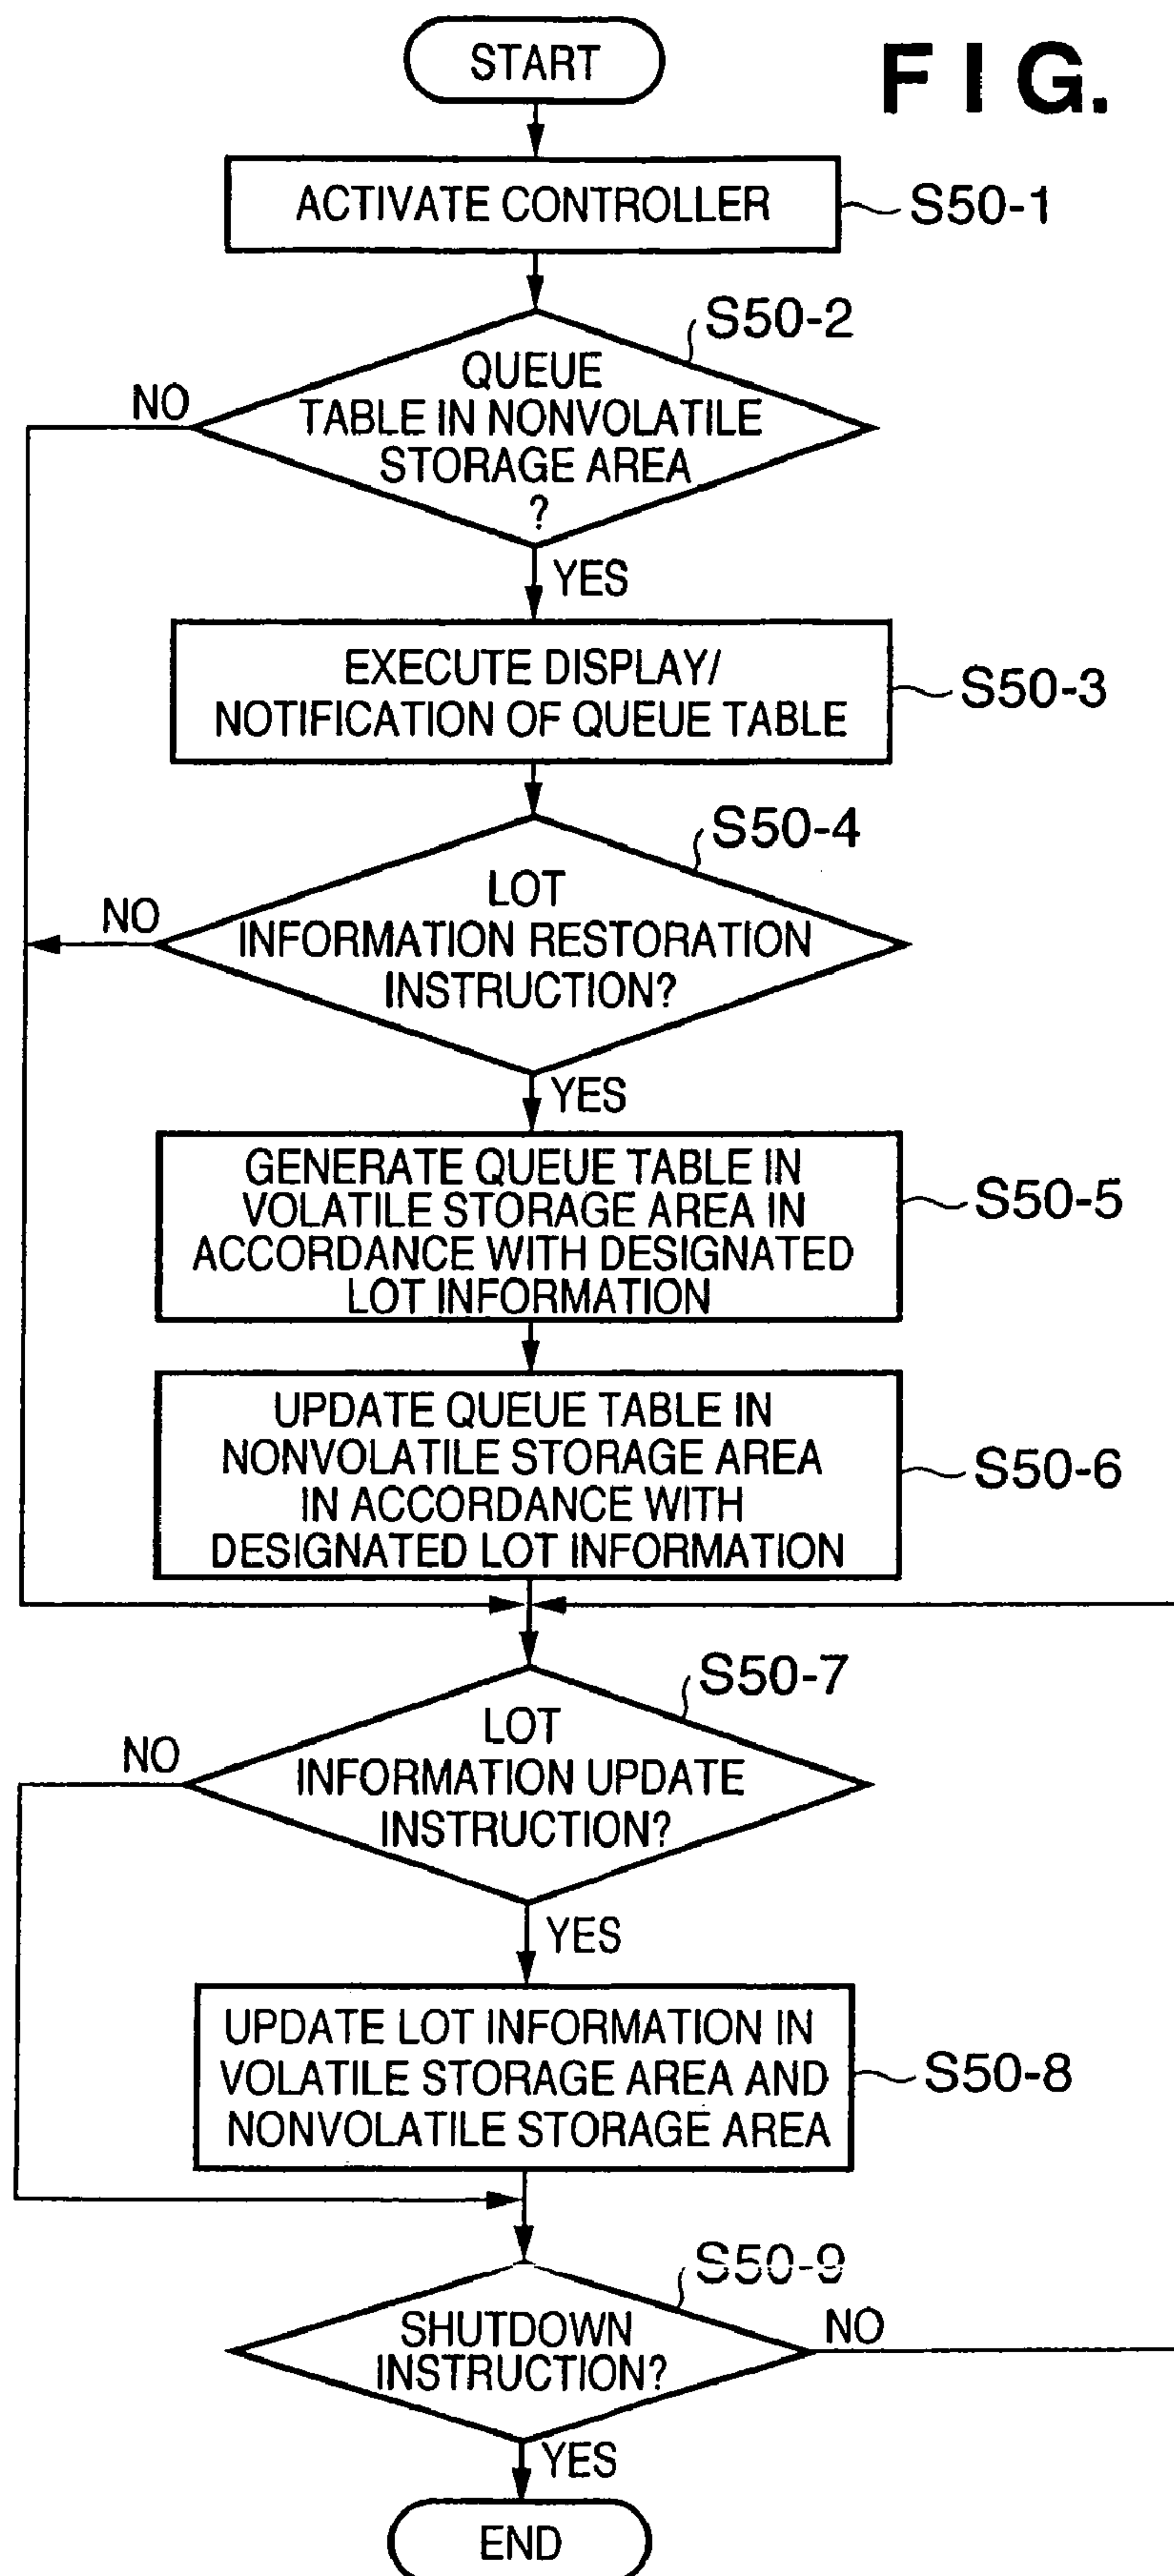 START
FIG.
ACTIVATE CONTROLLER
S50-1
S50-2
QUEUE
TABLE IN NONVOLATILE
STORAGE AREA
?
NO
YES
EXECUTE DISPLAY/
NOTIFICATION OF QUEUE TABLE
S50-3
S50-4
LOT
INFORMATION RESTORATION
INSTRUCTION?
NO
YES
GENERATE QUEUE TABLE IN
VOLATILE STORAGE AREA IN
ACCORDANCE WITH DESIGNATED
LOT INFORMATION
S50-5
UPDATE QUEUE TABLE IN
NONVOLATILE STORAGE AREA
IN ACCORDANCE WITH
DESIGNATED LOT INFORMATION
S50-6
S50-7
LOT
INFORMATION UPDATE
INSTRUCTION?
NO
YES
UPDATE LOT INFORMATION IN
VOLATILE STORAGE AREA AND
NONVOLATILE STORAGE AREA
S50-8
S50-9
SHUTDOWN
INSTRUCTION?
NO
YES
END